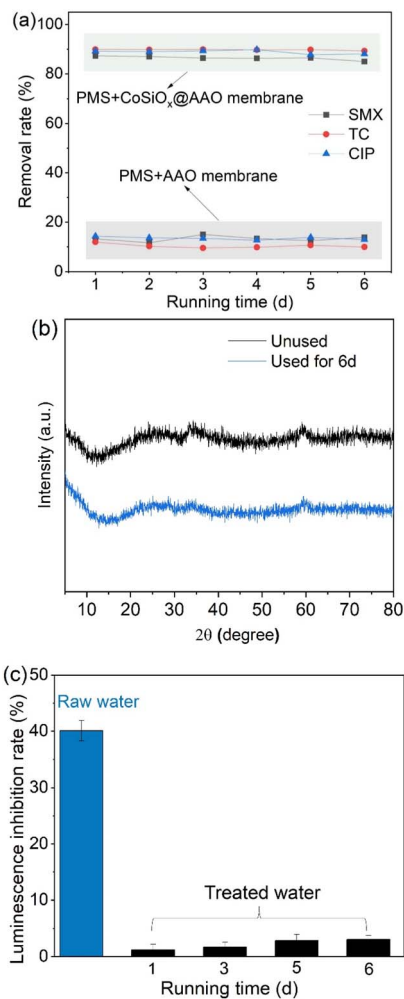 (a)
100
80
60
40
20
0
Removal rate (%)
PMS+CoSiOₓ@AAO membrane
SMX
TC
CIP
PMS+AAO membrane
1 2 3 4 5 6
Running time (d)
(b)
Unused
Used for 6d
Intensity (a.u.)
10 20 30 40 50 60 70 80
2θ (degree)
(c)
50
40
30
20
10
0
Luminescence inhibition rate (%)
Raw water
Treated water
1 3 5 6
Running time (d)